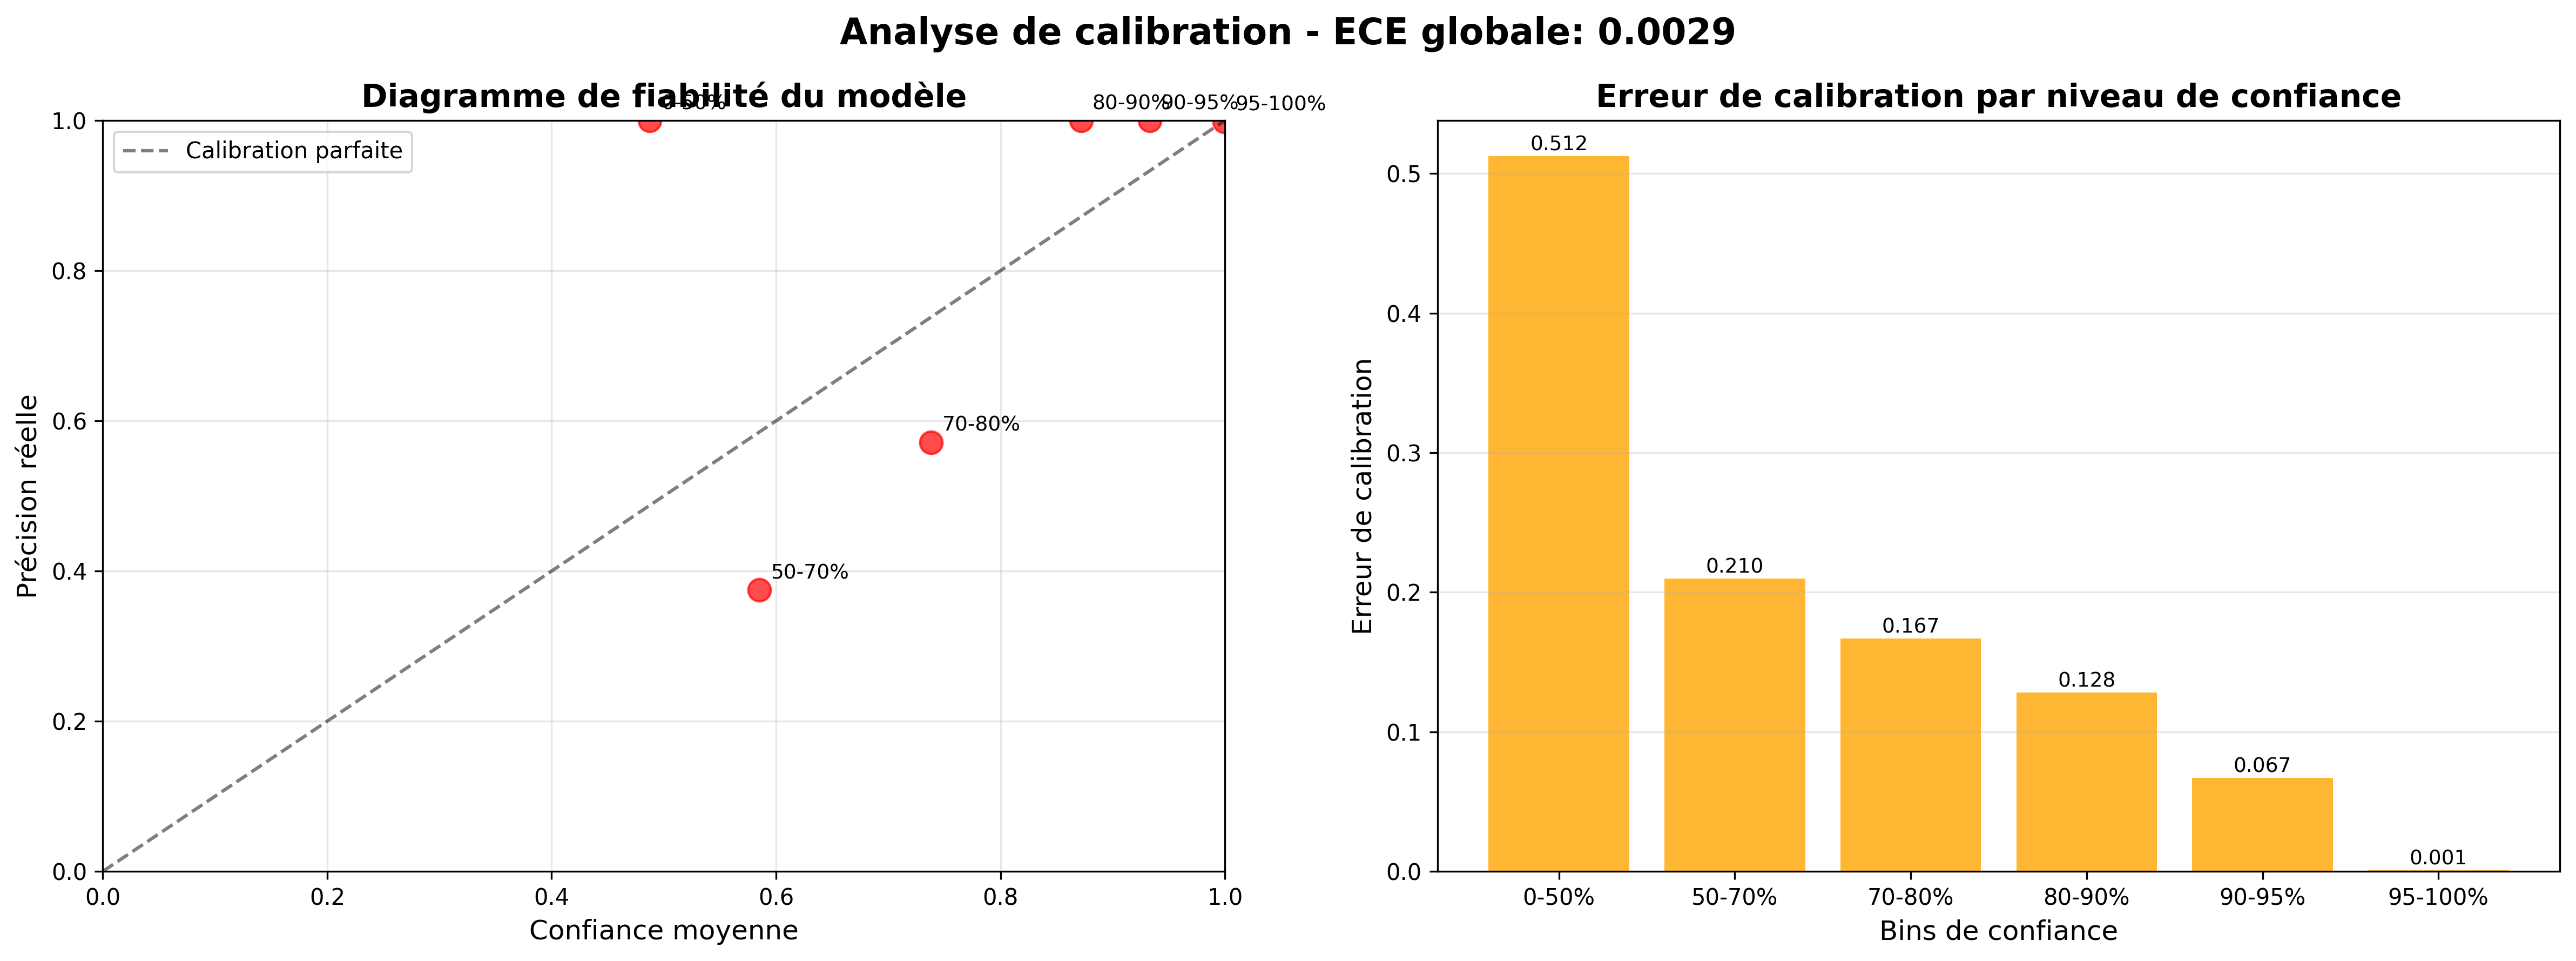 Analyse de calibration - ECE globale: 0.0029
Diagramme de fiabilité du modèle
0-50%
80-90%
90-95%
95-100%
Calibration parfaite
70-80%
50-70%
1.0
0.8
0.6
0.4
0.2
0.0
Précision réelle
0.0 0.2 0.4 0.6 0.8 1.0
Confiance moyenne
Erreur de calibration par niveau de confiance
0.512
0.210
0.167
0.128
0.067
0.001
0.5
0.4
0.3
0.2
0.1
0.0
Erreur de calibration
0-50% 50-70% 70-80% 80-90% 90-95% 95-100%
Bins de confiance